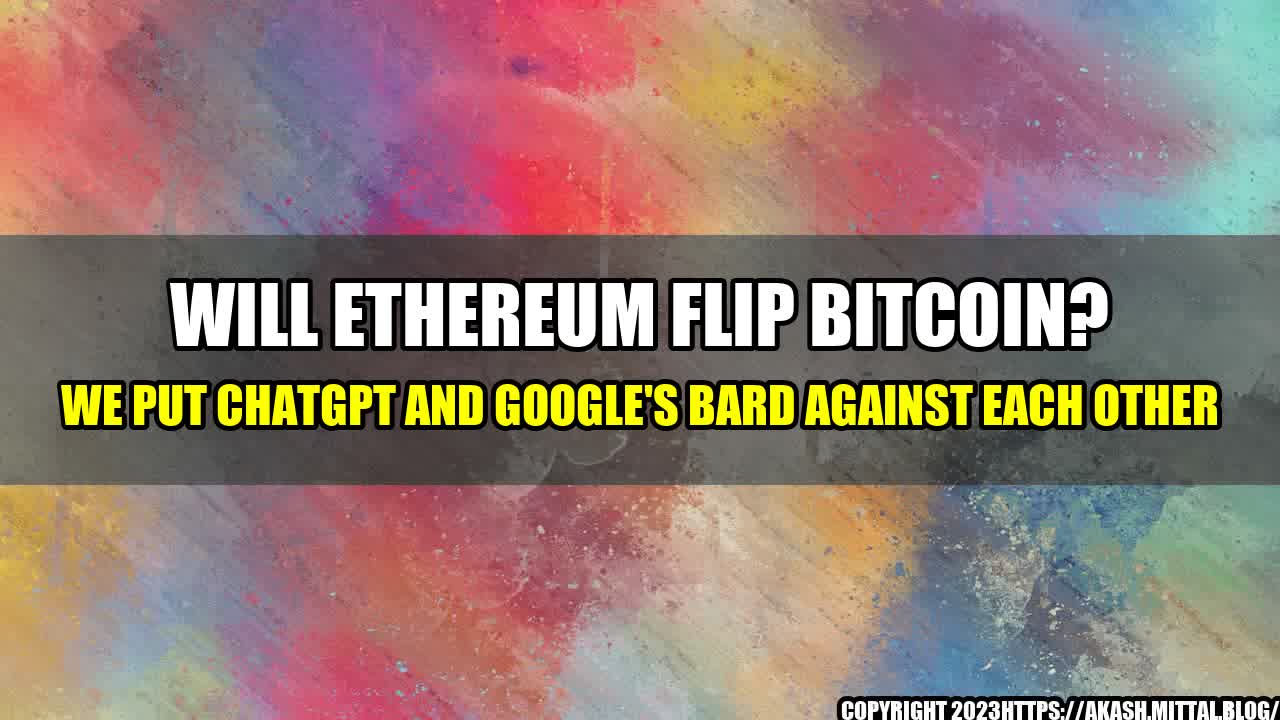 WILL ETHEREUM FLIP BITCOIN?
WE PUT CHATGPT AND GOOGLE'S BARD AGAINST EACH OTHER
COPYRIGHT 2023HTTPS://AKASH.MITTAL.BLOG/